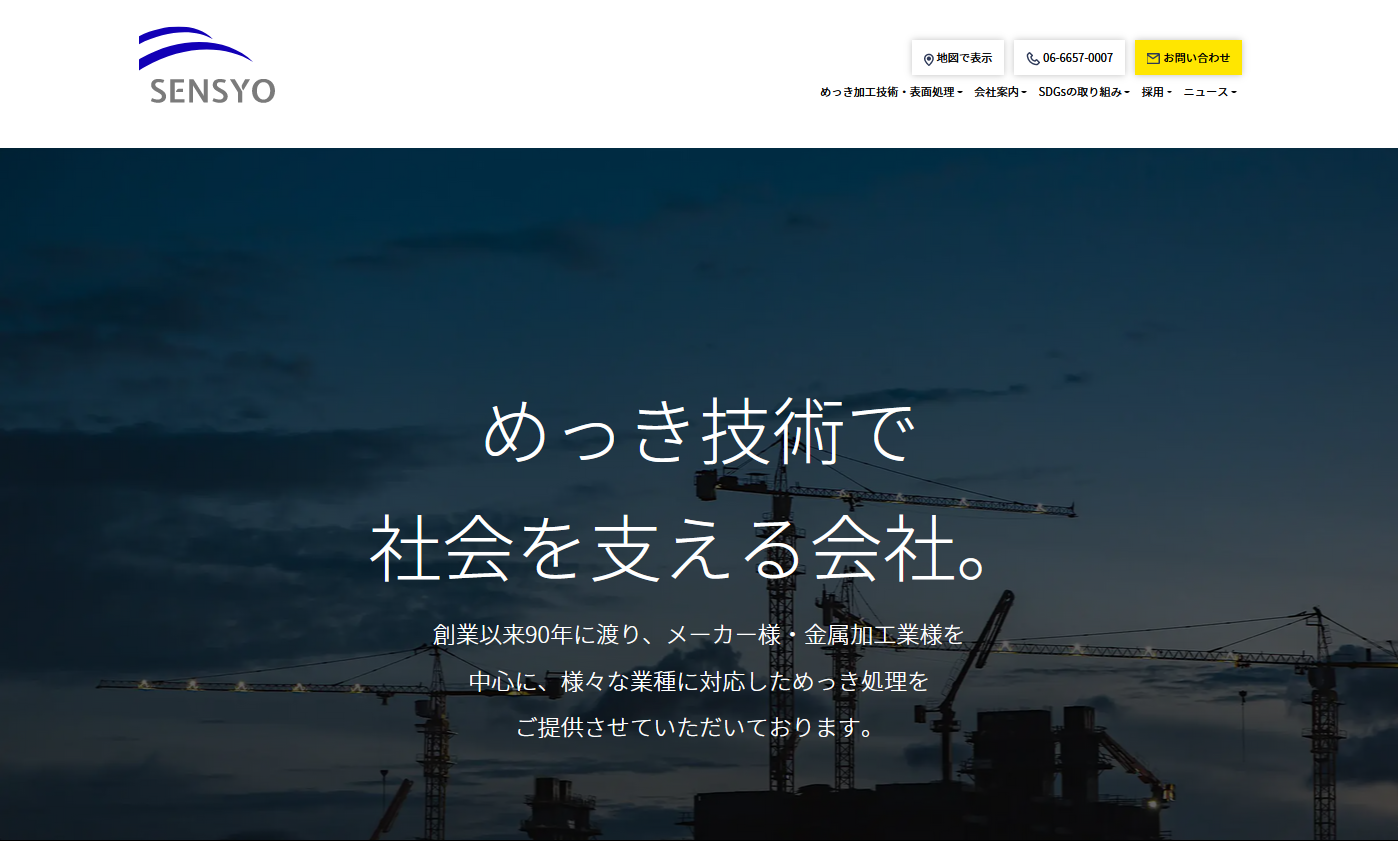 SENSYO
地図で表示
06-6657-0007
お問い合わせ
めっき加工技術・表面処理
会社案内
SDGsの取り組み
採用
ニュース
めっき技術で
社会を支える会社。
創業以来90年に渡り、メーカー様・金属加工業様を
中心に、様々な業種に対応しためっき処理を
ご提供させていただいております。